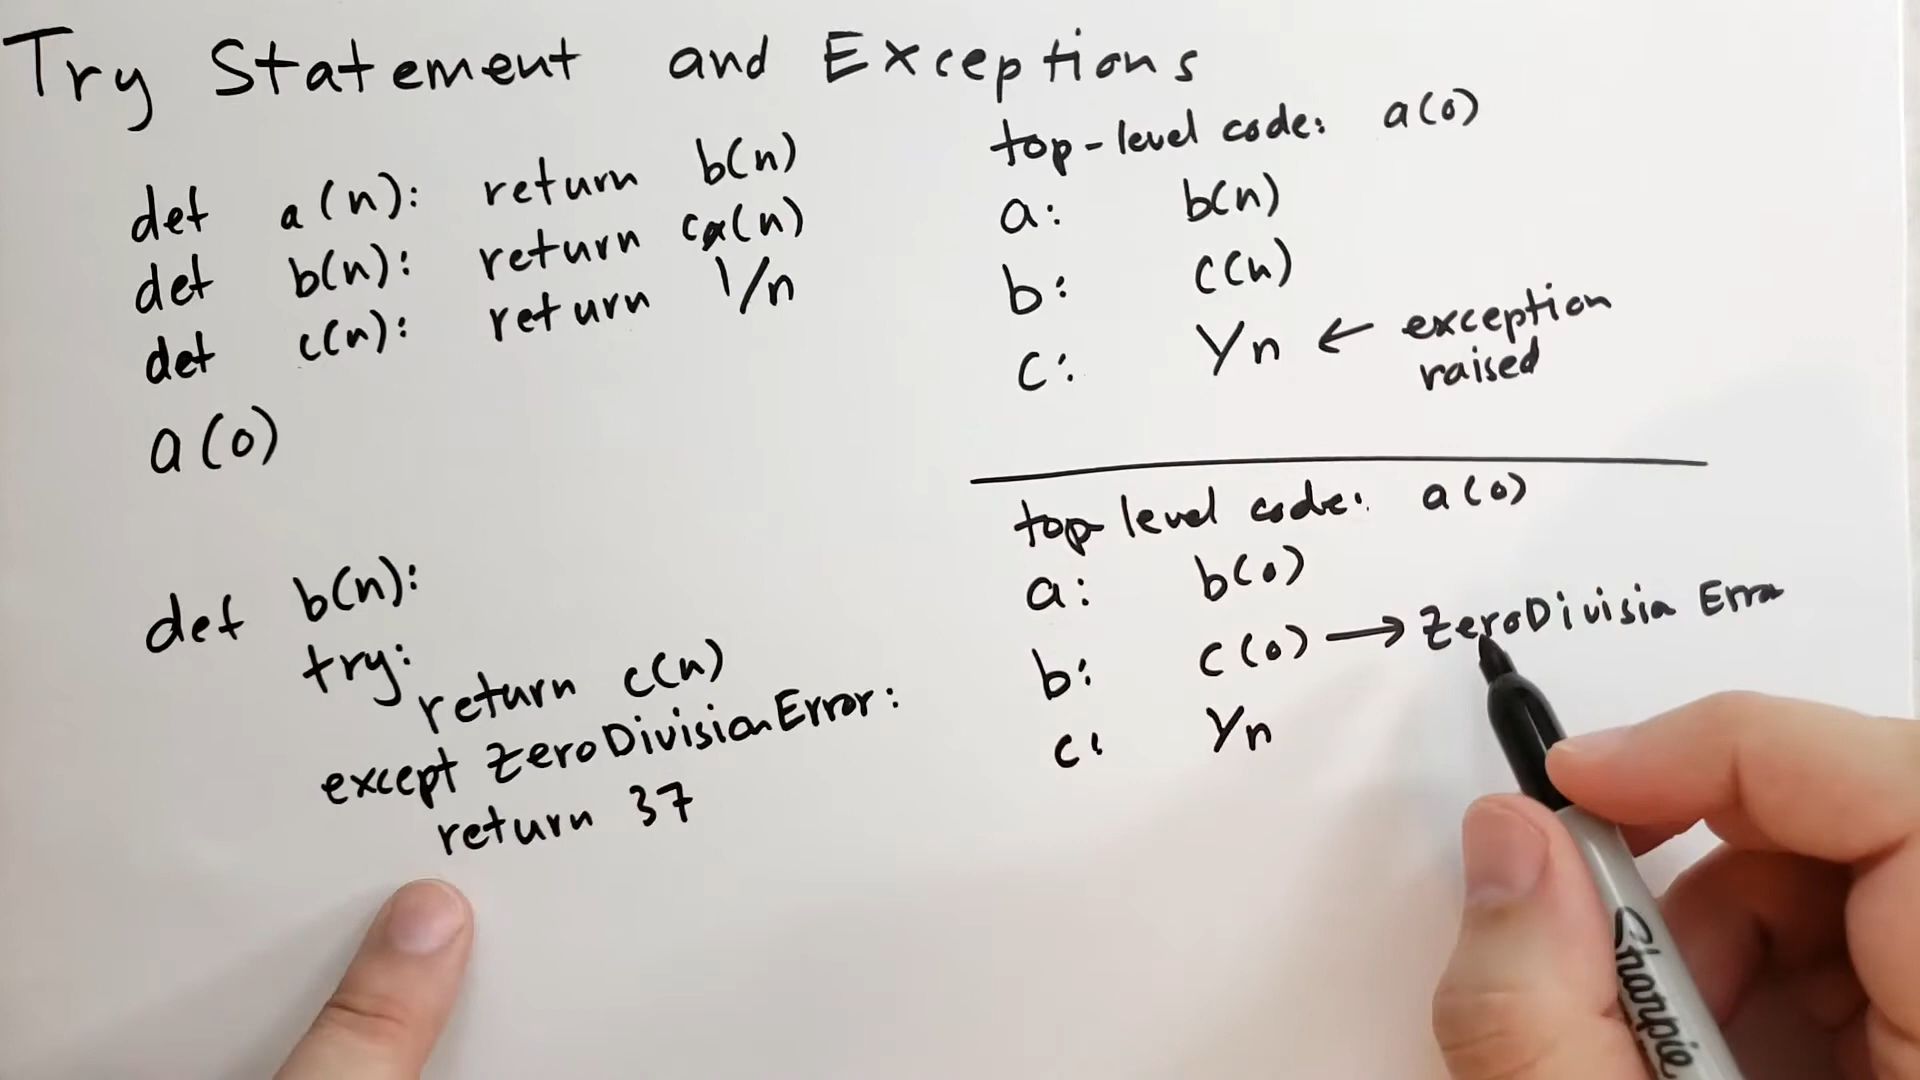 Try Statement and Exceptions
def a(n): return b(n)
def b(n): return c(n)
def c(n): return 1/n
a(0)
def b(n):
try:
return c(n)
except ZeroDivisionError:
return 37
top-level code: a(0)
a: b(n)
b: c(n)
c: 1/n ← exception
raised
top level code: a(0)
a: b(0)
b: c(0) → ZeroDivision Error
c: 1/n
Sharpie